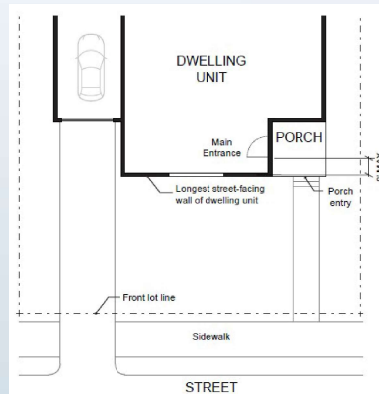 DWELLING
UNIT
PORCH
Main
Entrance
Longest street-facing
wall of dwelling unit
Porch
entry
Front lot line
Sidewalk
STREET